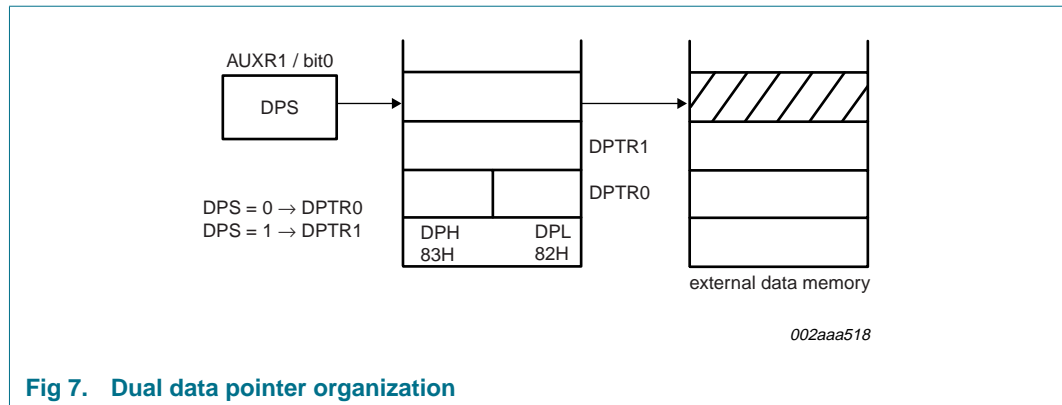 AUXR1 / bit0
DPS
DPTR1
DPTR0
DPS = 0 → DPTR0
DPS = 1 → DPTR1
DPH DPL
83H 82H
external data memory
002aaa518
Fig 7. Dual data pointer organization